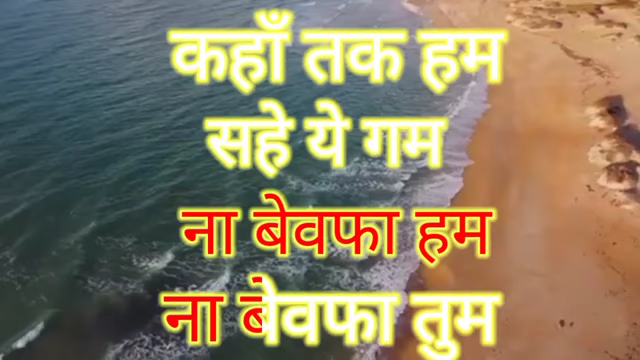 कहाँ तक हम
सहे ये गम
ना बेवफा हम
ना बेवफा तुम